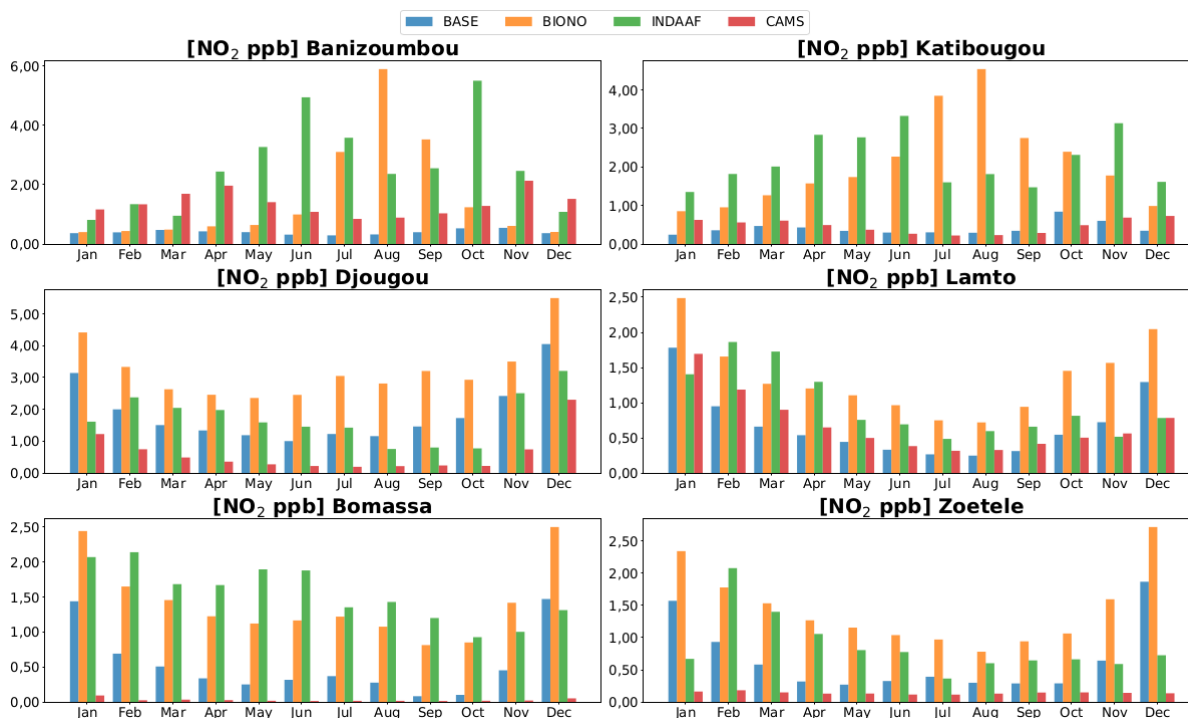 BASE BIONO INDAAF CAMS
[NO₂ ppb] Banizoumbou
6,00
4,00
2,00
0,00
Jan Feb Mar Apr May Jun Jul Aug Sep Oct Nov Dec
[NO₂ ppb] Katibougou
4,00
3,00
2,00
1,00
0,00
Jan Feb Mar Apr May Jun Jul Aug Sep Oct Nov Dec
[NO₂ ppb] Djougou
5,00
4,00
3,00
2,00
1,00
0,00
Jan Feb Mar Apr May Jun Jul Aug Sep Oct Nov Dec
[NO₂ ppb] Lamto
2,50
2,00
1,50
1,00
0,50
0,00
Jan Feb Mar Apr May Jun Jul Aug Sep Oct Nov Dec
[NO₂ ppb] Bomassa
2,50
2,00
1,50
1,00
0,50
0,00
Jan Feb Mar Apr May Jun Jul Aug Sep Oct Nov Dec
[NO₂ ppb] Zoetele
2,50
2,00
1,50
1,00
0,50
0,00
Jan Feb Mar Apr May Jun Jul Aug Sep Oct Nov Dec